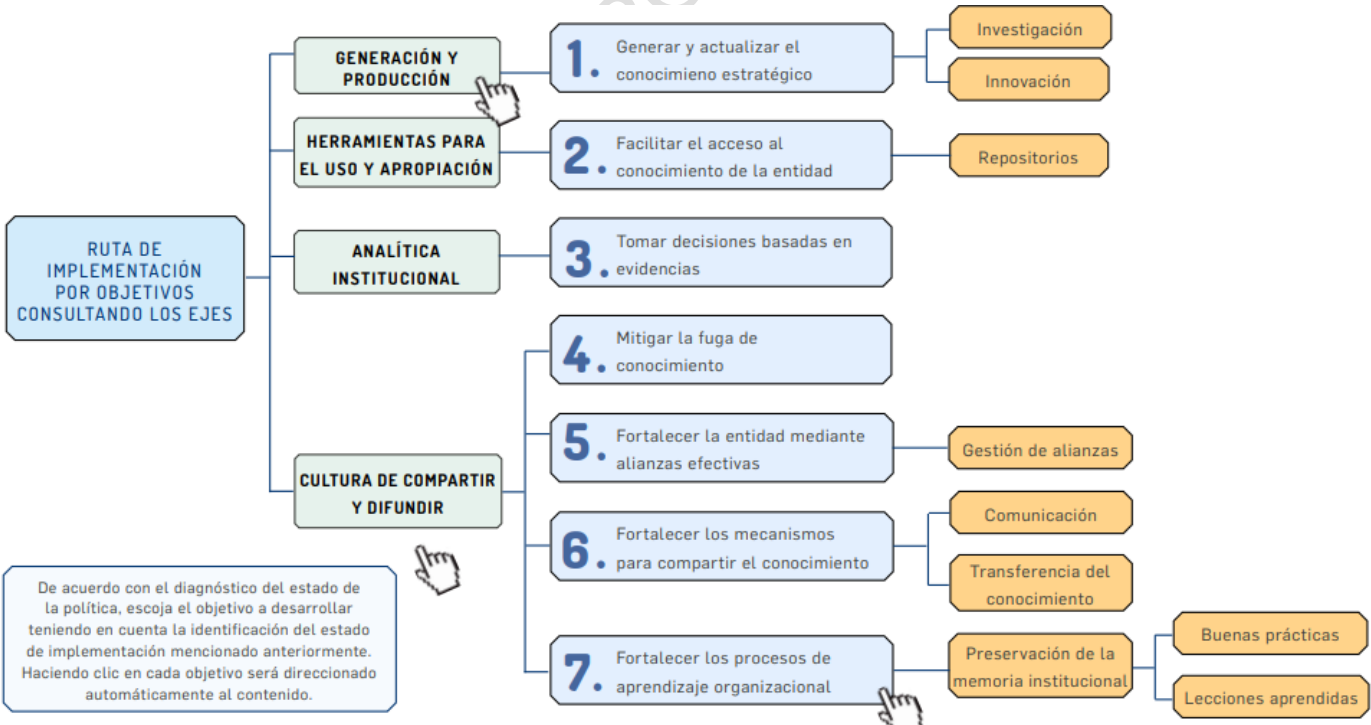 RUTA DE
IMPLEMENTACIÓN
POR OBJETIVOS
CONSULTANDO LOS EJES
GENERACIÓN Y
PRODUCCIÓN
1. Generar y actualizar el
conocimieno estratégico
Investigación
Innovación
HERRAMIENTAS PARA
EL USO Y APROPIACIÓN
2. Facilitar el acceso al
conocimiento de la entidad
Repositorios
ANALÍTICA
INSTITUCIONAL
3. Tomar decisiones basadas en
evidencias
CULTURA DE COMPARTIR
Y DIFUNDIR
4. Mitigar la fuga de
conocimiento
5. Fortalecer la entidad mediante
alianzas efectivas
Gestión de alianzas
6. Fortalecer los mecanismos
para compartir el conocimiento
Comunicación
Transferencia del
conocimiento
7. Fortalecer los procesos de
aprendizaje organizacional
Preservación de la
memoria institucional
Buenas prácticas
Lecciones aprendidas
De acuerdo con el diagnóstico del estado de
la política, escoja el objetivo a desarrollar
teniendo en cuenta la identificación del estado
de implementación mencionado anteriormente.
Haciendo clic en cada objetivo será direccionado
automáticamente al contenido.